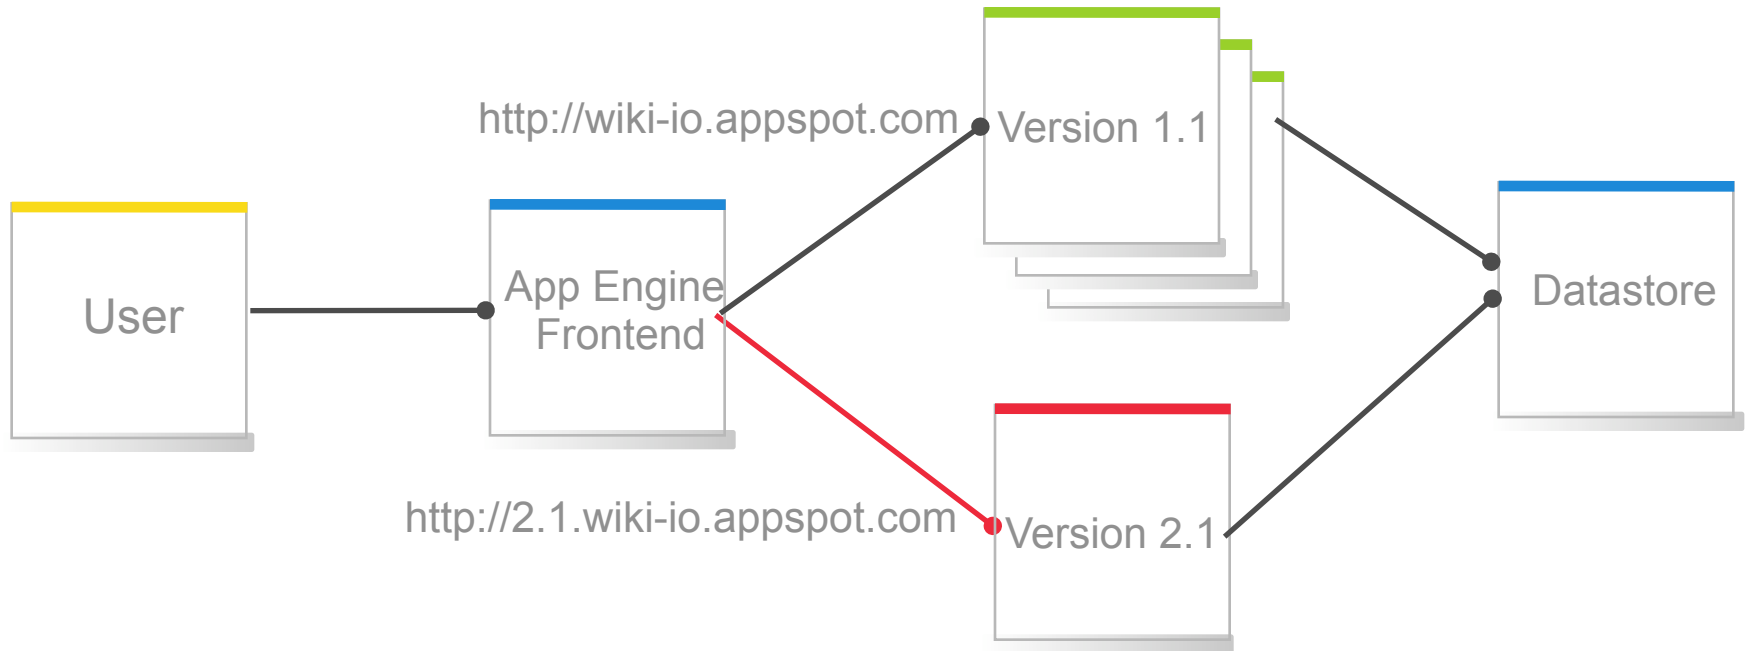 http://wiki-io.appspot.com
Version 1.1
User
App Engine
Frontend
Datastore
http://2.1.wiki-io.appspot.com
Version 2.1